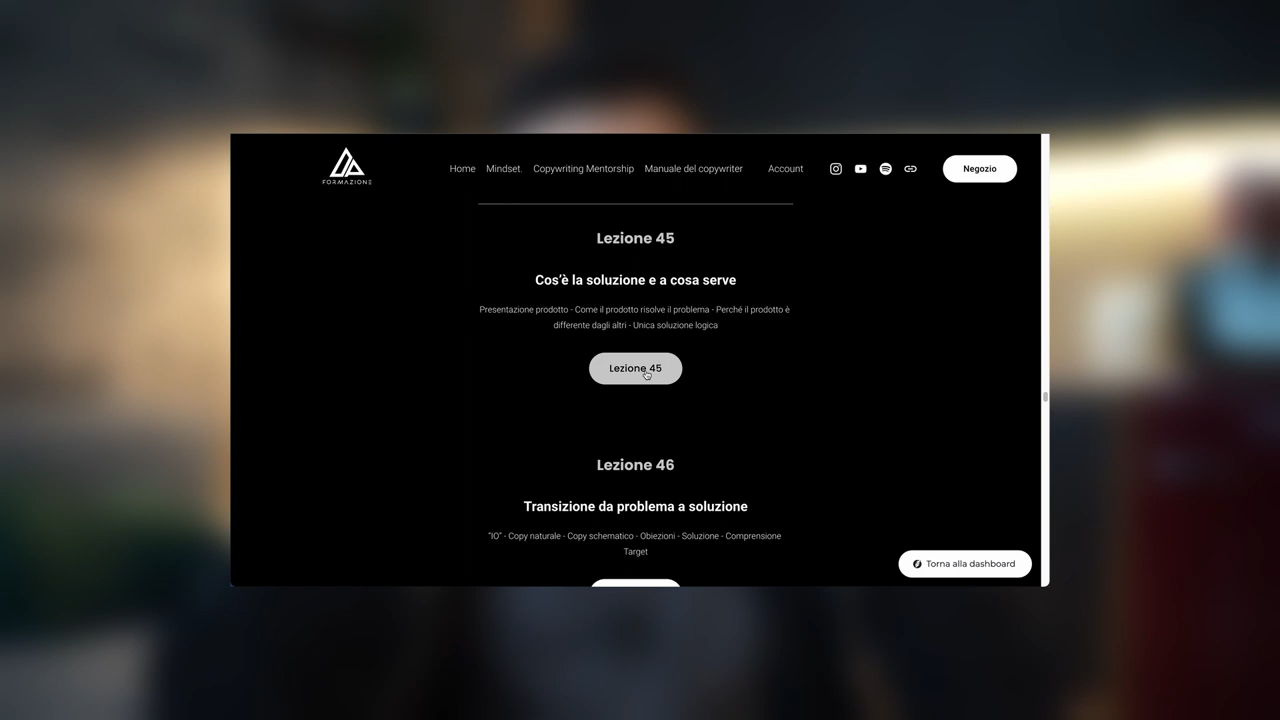 FORMAZIONE
Home Mindset. Copywriting Mentorship Manuale del copywriter Account Negozio
Lezione 45
Cos'è la soluzione e a cosa serve
Presentazione prodotto - Come il prodotto risolve il problema - Perché il prodotto è
differente dagli altri - Unica soluzione logica
Lezione 45
Lezione 46
Transizione da problema a soluzione
"IO" - Copy naturale - Copy schematico - Obiezioni - Soluzione - Comprensione
Target
Torna alla dashboard